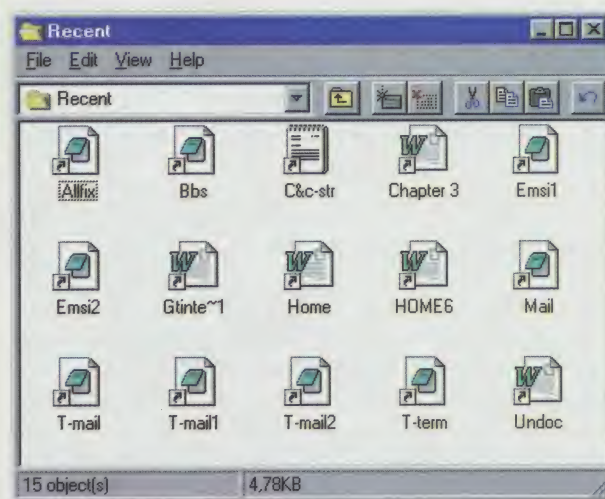 Recent
File Edit View Help
Recent
Allfix Bbs C&c-str Chapter 3 Emsi1
Emsi2 Gtinte~1 Home HOME6 Mail
T-mail T-mail1 T-mail2 T-term Undoc
15 object(s) 4,78KB